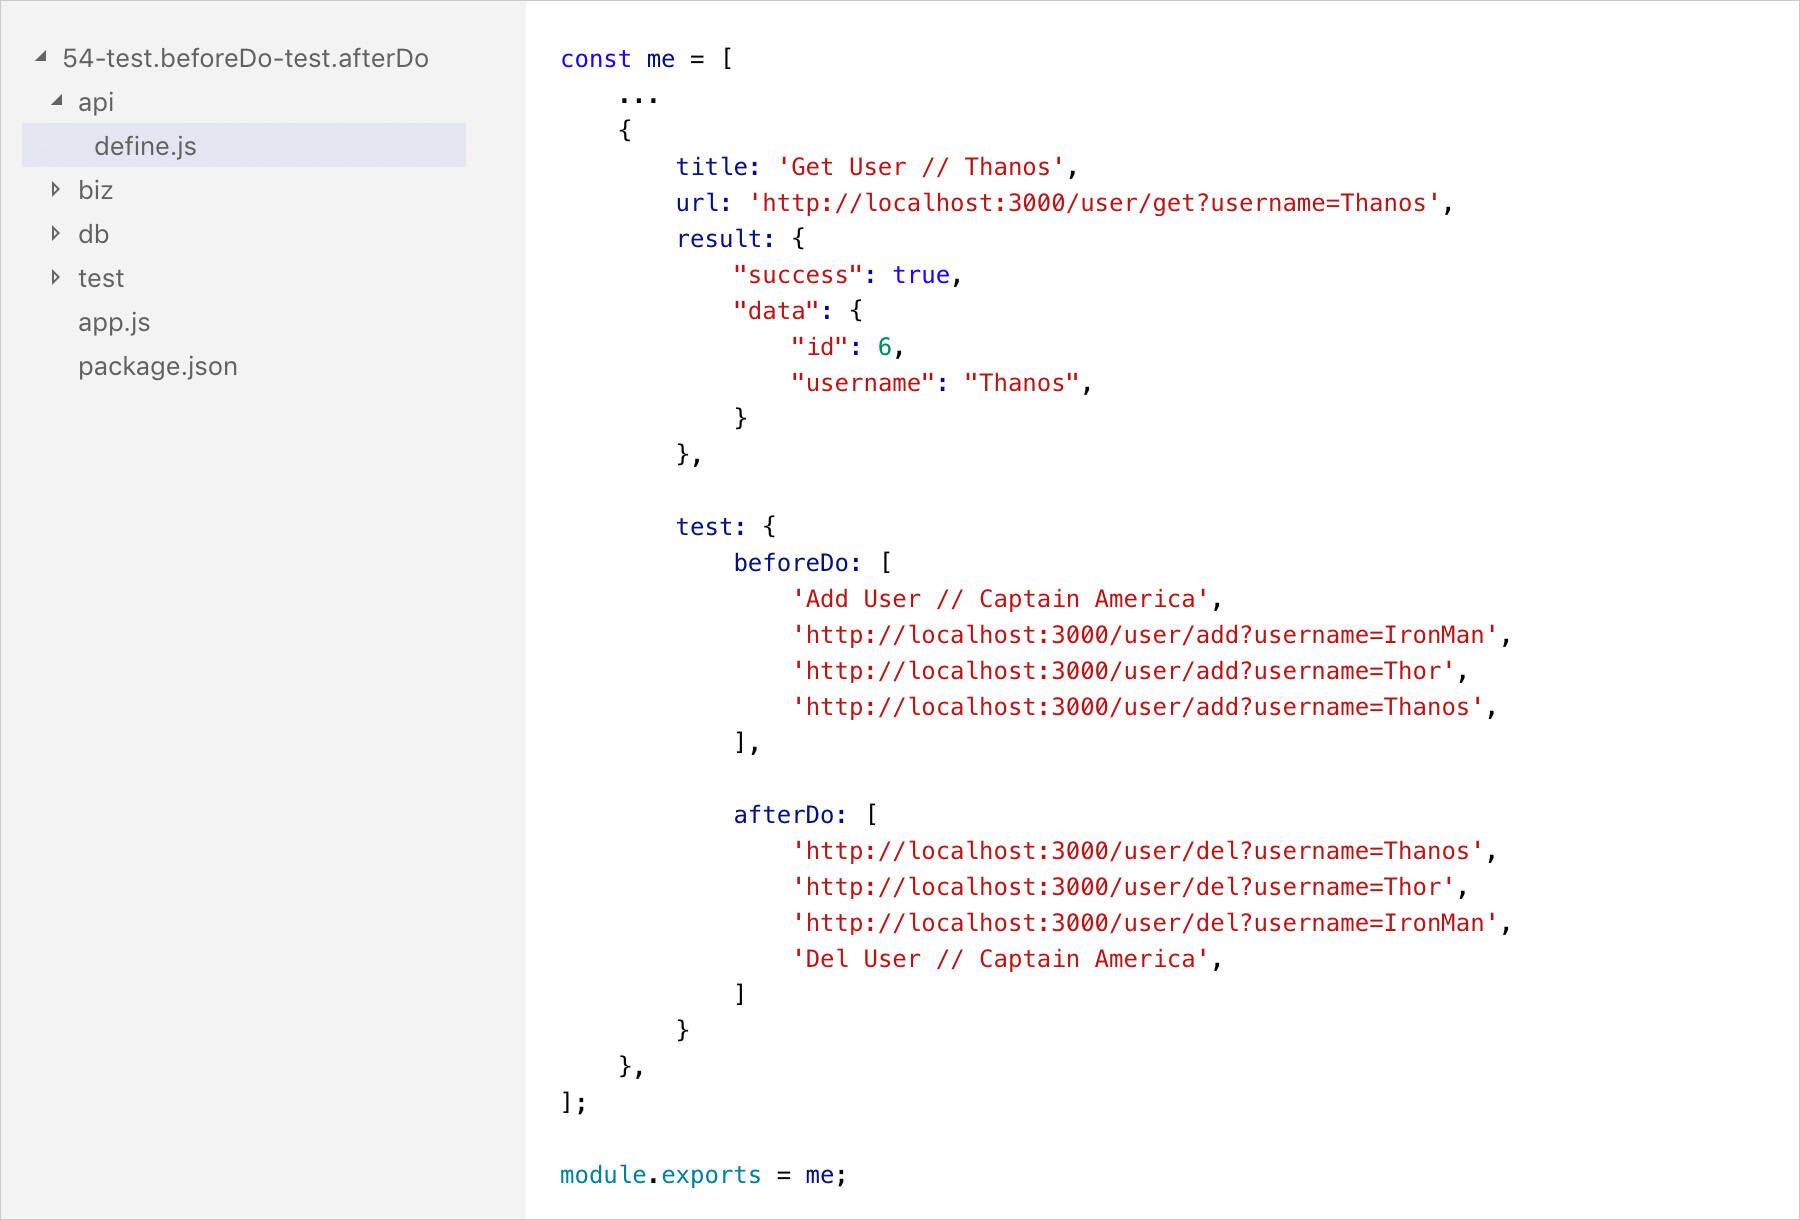 54-test.beforeDo-test.afterDo
api
define.js
biz
db
test
app.js
package.json
const me = [
    ...
    {
        title: 'Get User // Thanos',
        url: 'http://localhost:3000/user/get?username=Thanos',
        result: {
            "success": true,
            "data": {
                "id": 6,
                "username": "Thanos",
            }
        },

        test: {
            beforeDo: [
                'Add User // Captain America',
                'http://localhost:3000/user/add?username=IronMan',
                'http://localhost:3000/user/add?username=Thor',
                'http://localhost:3000/user/add?username=Thanos',
            ],

            afterDo: [
                'http://localhost:3000/user/del?username=Thanos',
                'http://localhost:3000/user/del?username=Thor',
                'http://localhost:3000/user/del?username=IronMan',
                'Del User // Captain America',
            ]
        }
    },
];

module.exports = me;